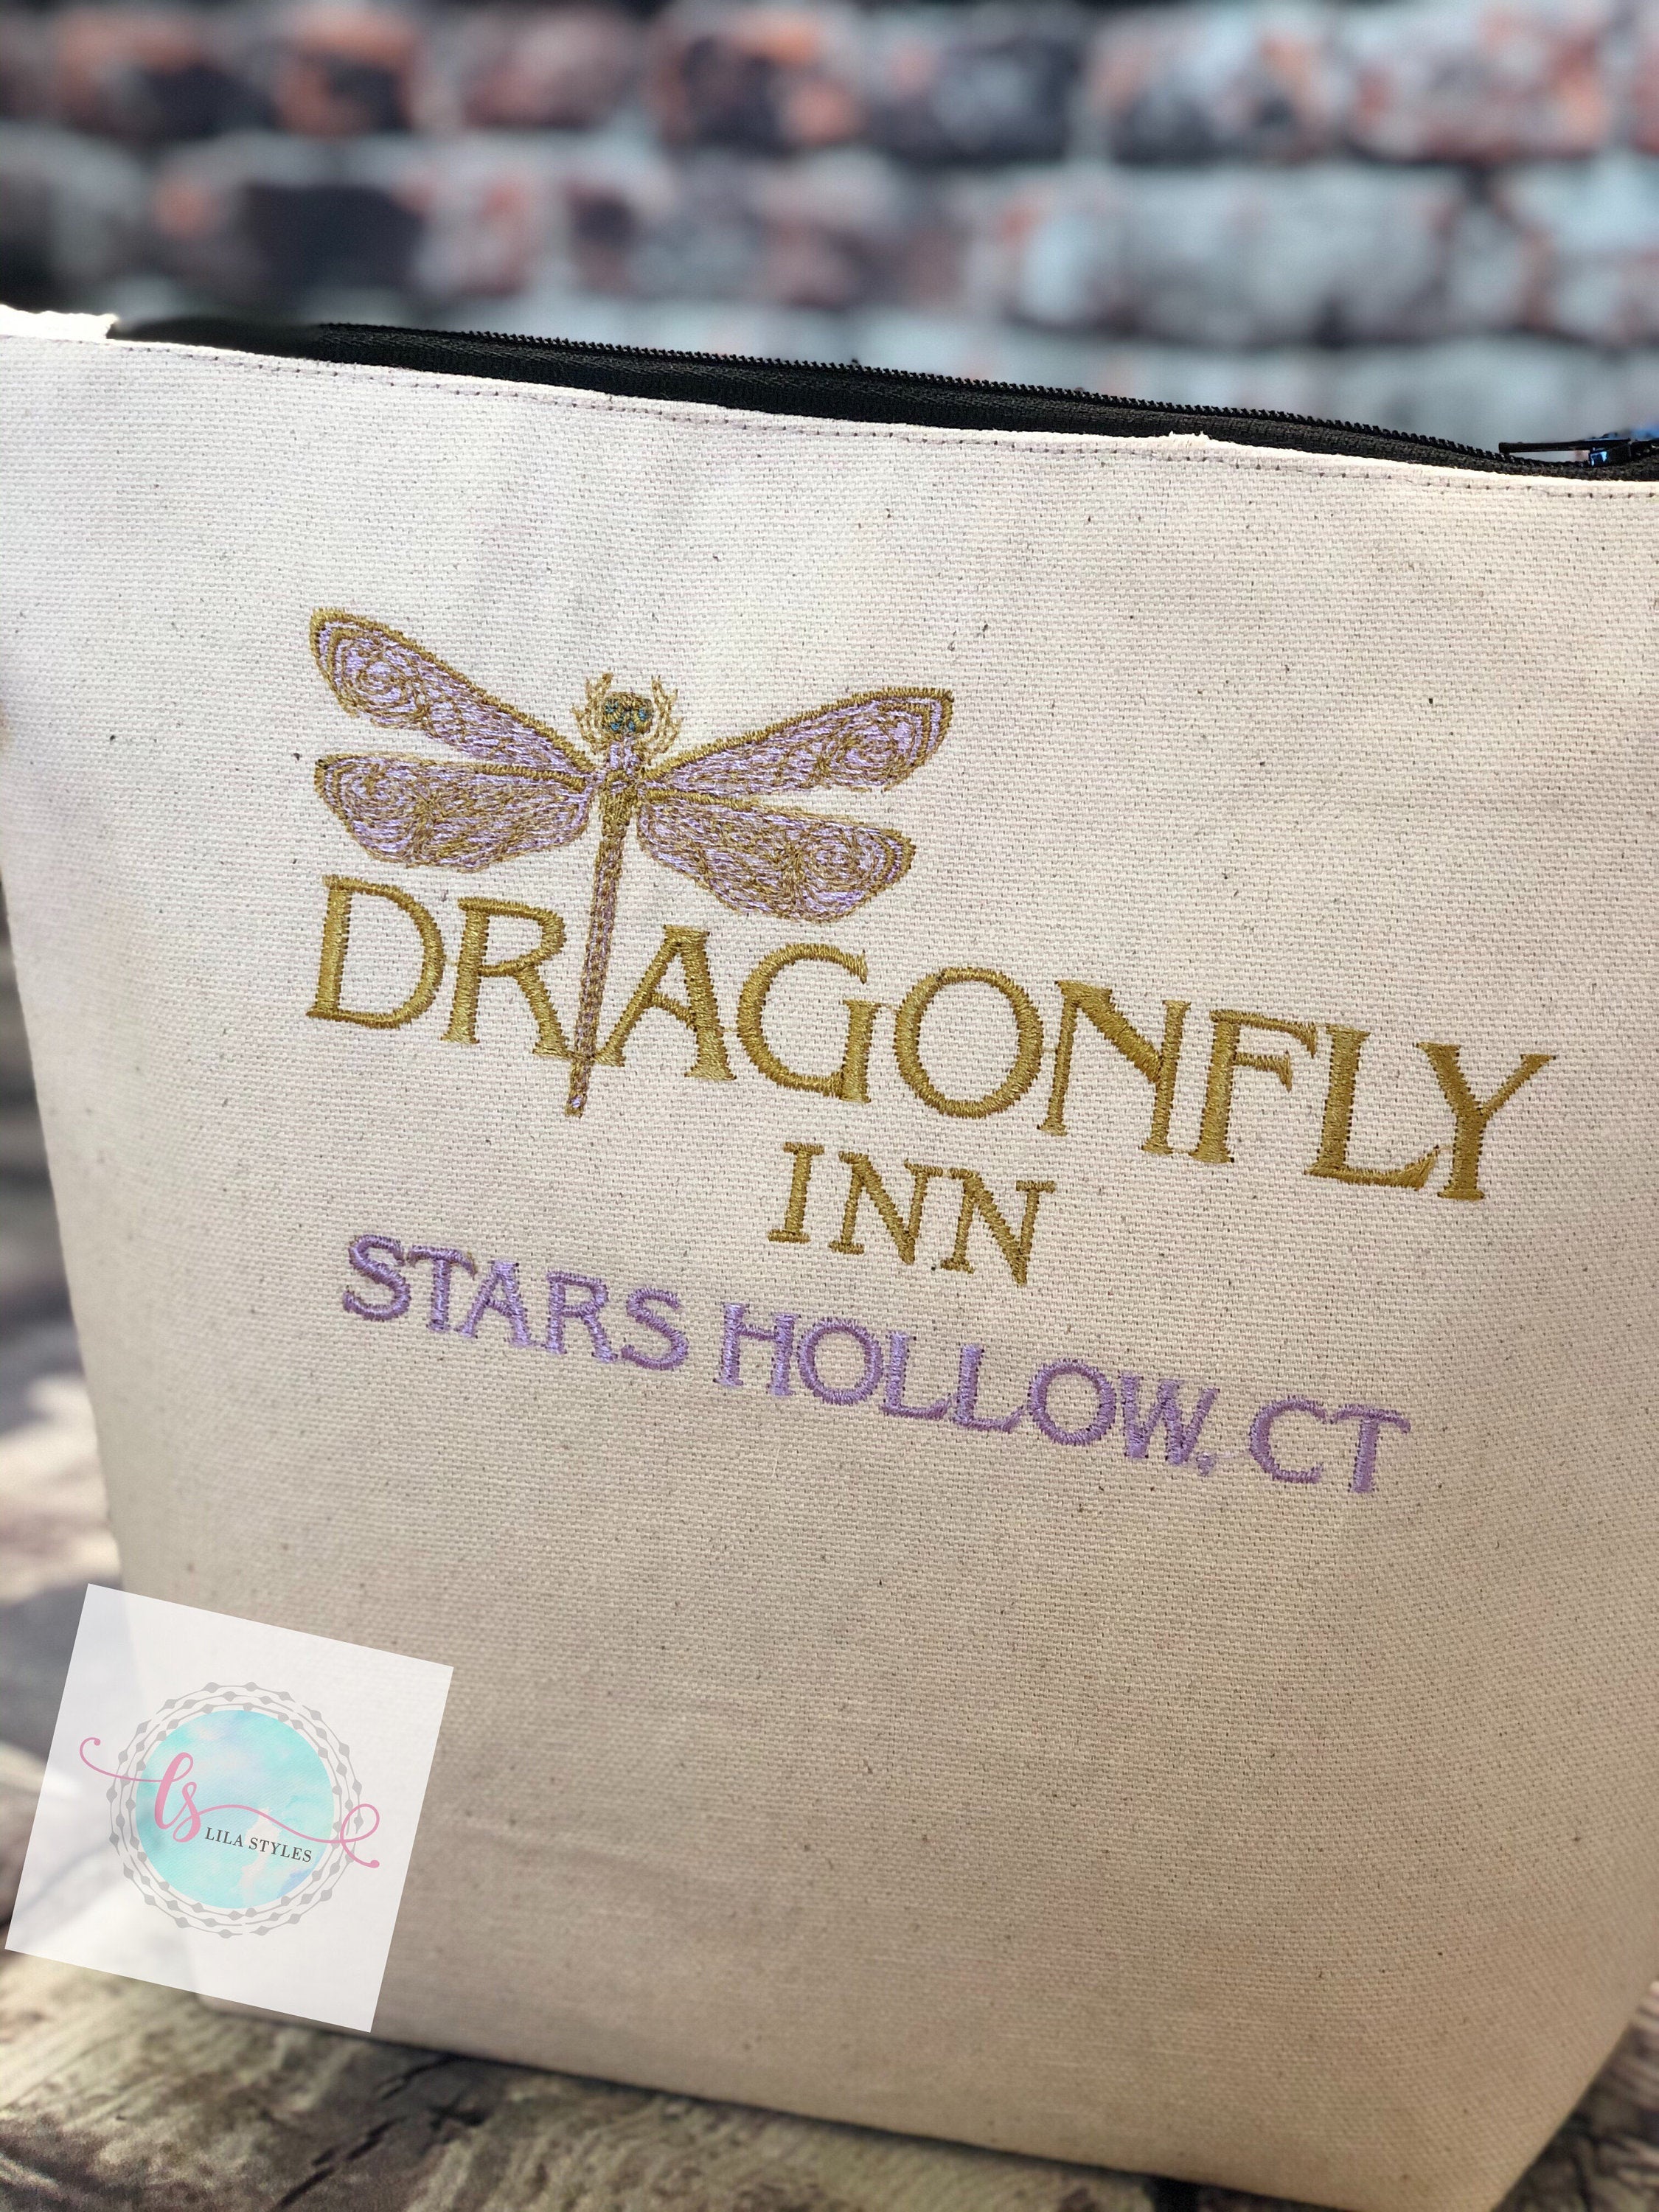 DRAGONFLY
INN
STARS HOLLOW, CT
ls
LILA STYLES